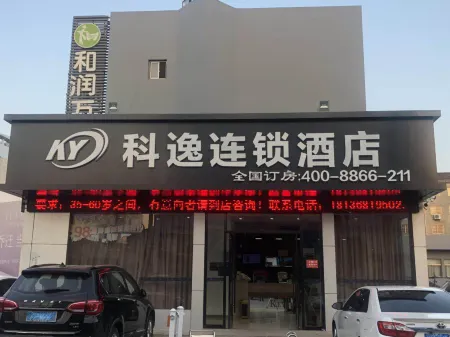 和润万
KY 科逸连锁酒店
全国订房:400-8866-211
要求，35-60岁之间，有意向者请到店咨询！联系电话，18136819502
98